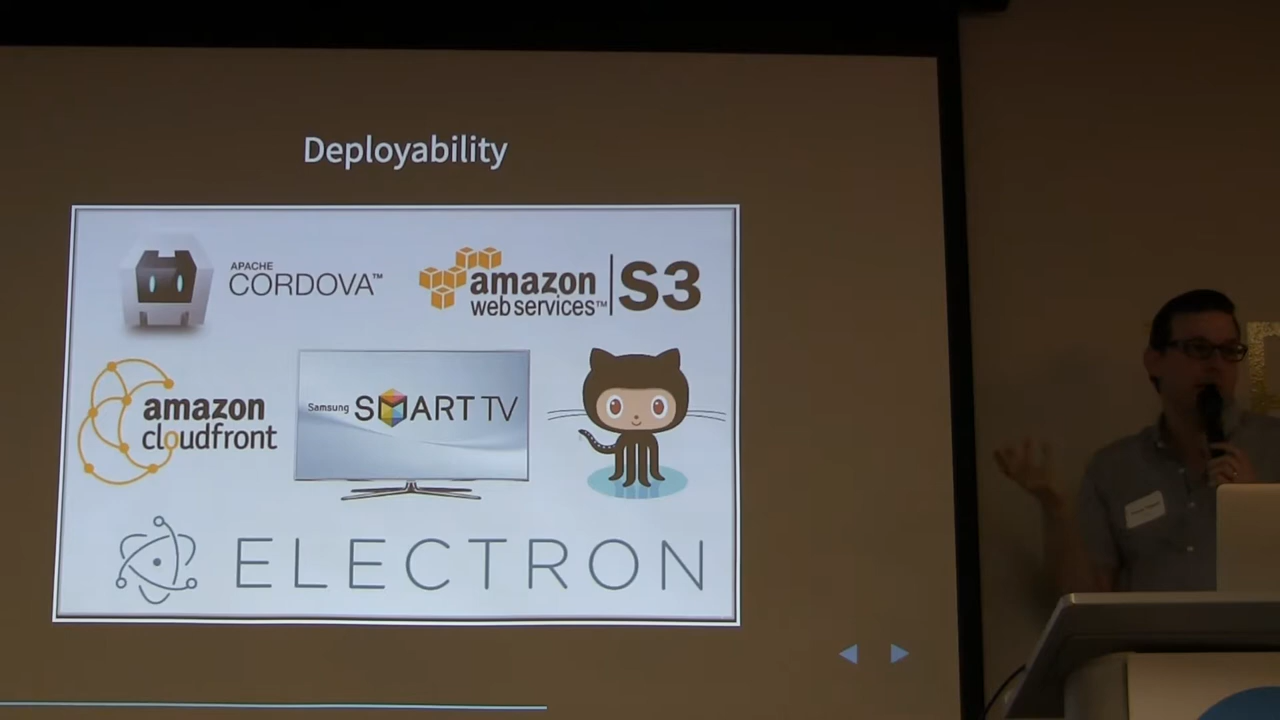 Deployability
APACHE
CORDOVA™
amazon
web services™
S3
amazon
cloudfront
Samsung SMART TV
ELECTRON